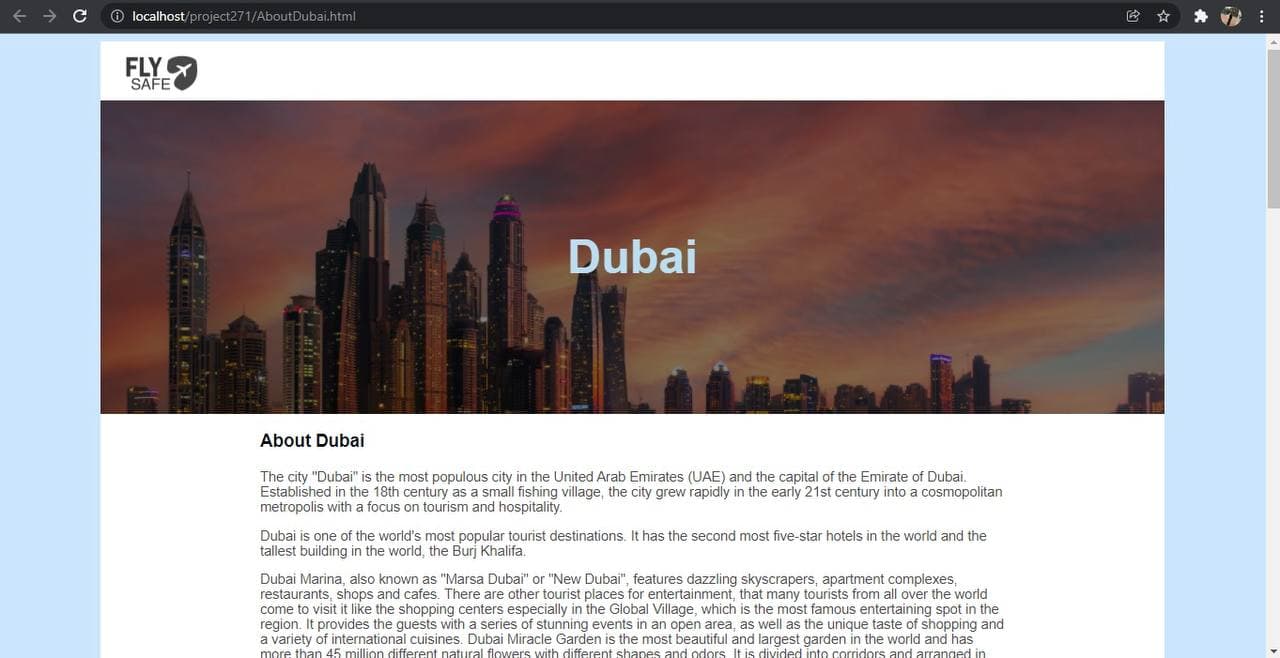 localhost/project271/AboutDubai.html
FLY
SAFE
Dubai
About Dubai
The city "Dubai" is the most populous city in the United Arab Emirates (UAE) and the capital of the Emirate of Dubai.
Established in the 18th century as a small fishing village, the city grew rapidly in the early 21st century into a cosmopolitan
metropolis with a focus on tourism and hospitality.
Dubai is one of the world's most popular tourist destinations. It has the second most five-star hotels in the world and the
tallest building in the world, the Burj Khalifa.
Dubai Marina, also known as "Marsa Dubai" or "New Dubai", features dazzling skyscrapers, apartment complexes,
restaurants, shops and cafes. There are other tourist places for entertainment, that many tourists from all over the world
come to visit it like the shopping centers especially in the Global Village, which is the most famous entertaining spot in the
region. It provides the guests with a series of stunning events in an open area, as well as the unique taste of shopping and
a variety of international cuisines. Dubai Miracle Garden is the most beautiful and largest garden in the world and has
more than 45 million different natural flowers with different shapes and odors. It is divided into corridors and arranged in